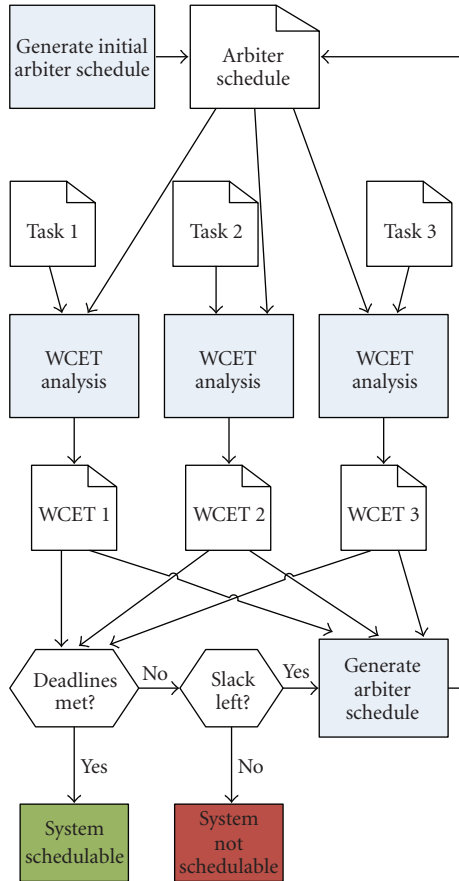 Generate initial
arbiter schedule
Arbiter
schedule
Task 1
Task 2
Task 3
WCET
analysis
WCET
analysis
WCET
analysis
WCET 1
WCET 2
WCET 3
Deadlines
met?
No
Slack
left?
Yes
Generate
arbiter
schedule
Yes
No
System
schedulable
System
not
schedulable